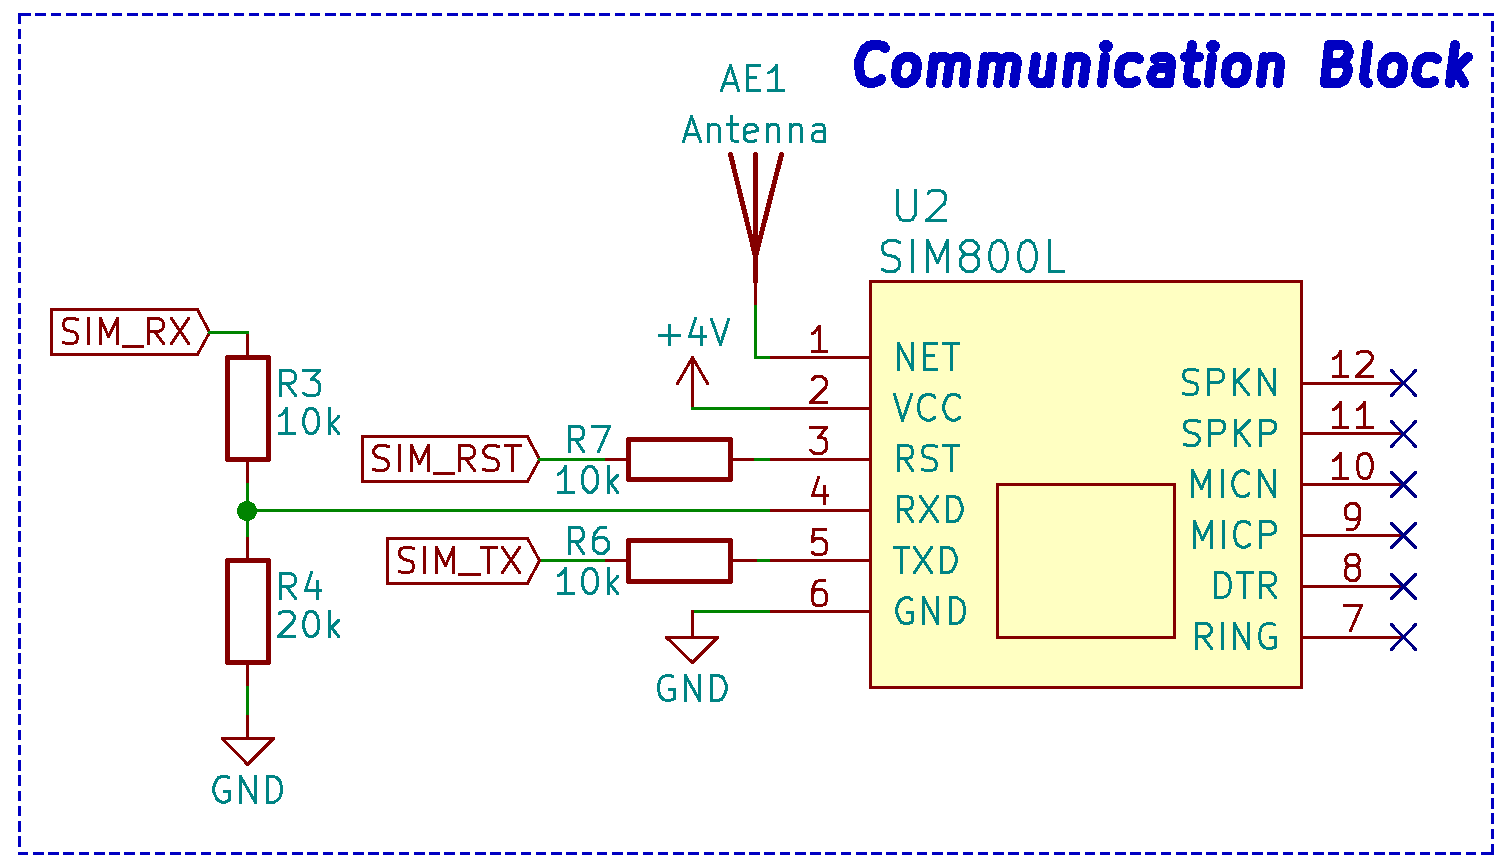 Communication Block
AE1
Antenna
U2
SIM800L
SIM_RX
R3
10k
+4V
SIM_RST
R7
10k
R4
20k
GND
SIM_TX
R6
10k
GND
1
NET
2
VCC
3
RST
4
RXD
5
TXD
6
GND
SPKN
12
SPKP
11
MICN
10
MICP
9
DTR
8
RING
7